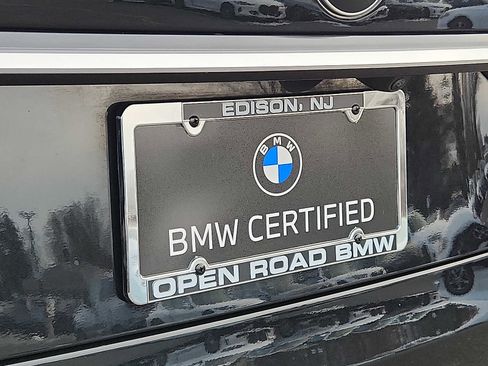 EDISON, NJ
BMW
BMW CERTIFIED
OPEN ROAD BMW